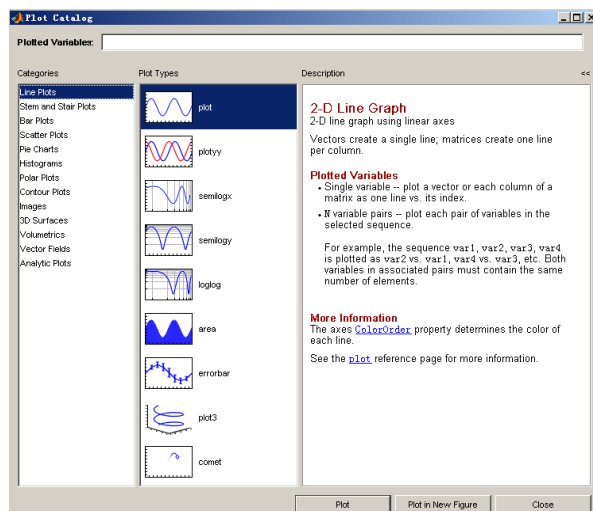 Plot Catalog
Plotted Variables:
Categories
Plot Types
Description
<<
Line Plots
Stem and Stair Plots
Bar Plots
Scatter Plots
Pie Charts
Histograms
Polar Plots
Contour Plots
Images
3D Surfaces
Volumetrics
Vector Fields
Analytic Plots
plot
plotyy
semilogx
semilogy
loglog
area
errorbar
plot3
comet
2-D Line Graph
2-D line graph using linear axes
Vectors create a single line; matrices create one line
per column.
Plotted Variables
• Single variable -- plot a vector or each column of a
matrix as one line vs. its index.
• N variable pairs -- plot each pair of variables in the
selected sequence.
For example, the sequence var1, var2, var3, var4
is plotted as var2 vs. var1, var4 vs. var3, etc. Both
variables in associated pairs must contain the same
number of elements.
More Information
The axes ColorOrder property determines the color of
each line.
See the plot reference page for more information.
Plot
Plot in New Figure
Close